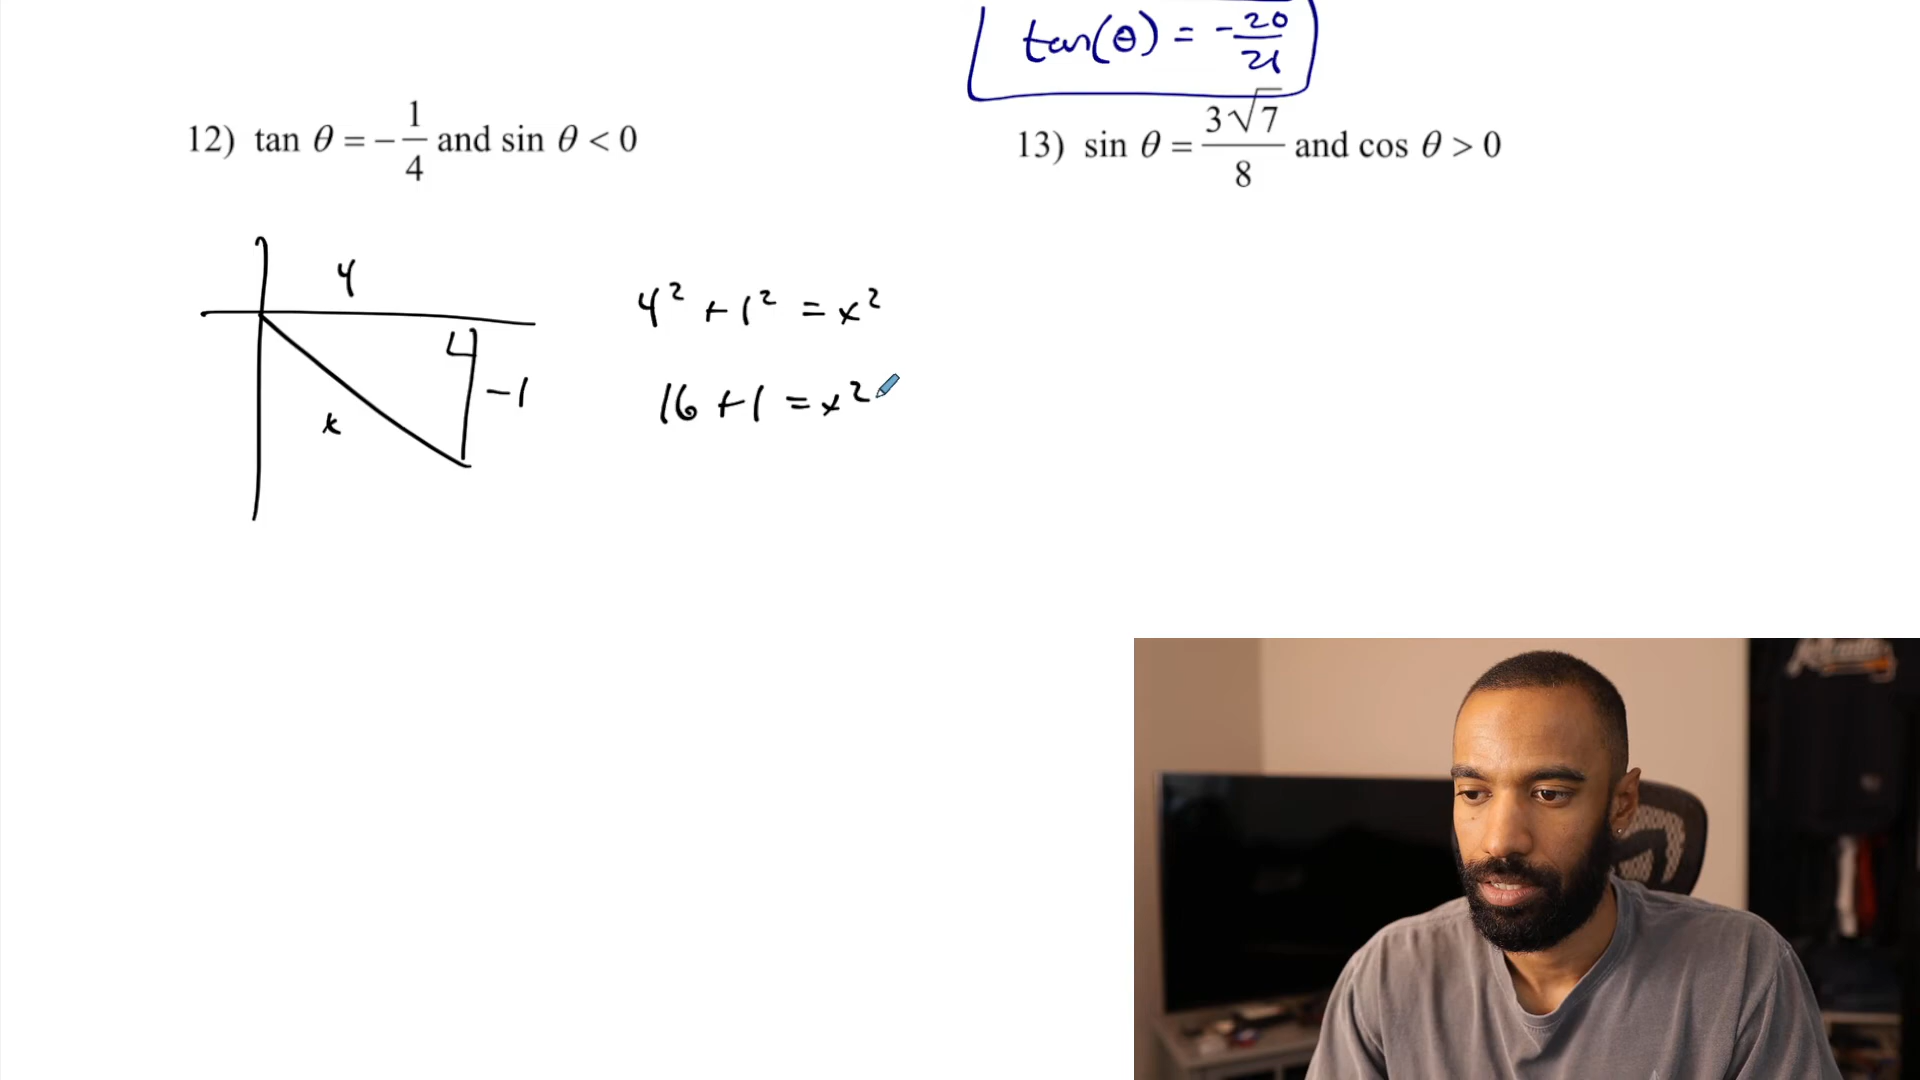 tan(θ) = -20/21
12) tan θ = -1/4 and sin θ < 0
13) sin θ = 3√7/8 and cos θ > 0
4
-1
x
4² + 1² = x²
16 + 1 = x²